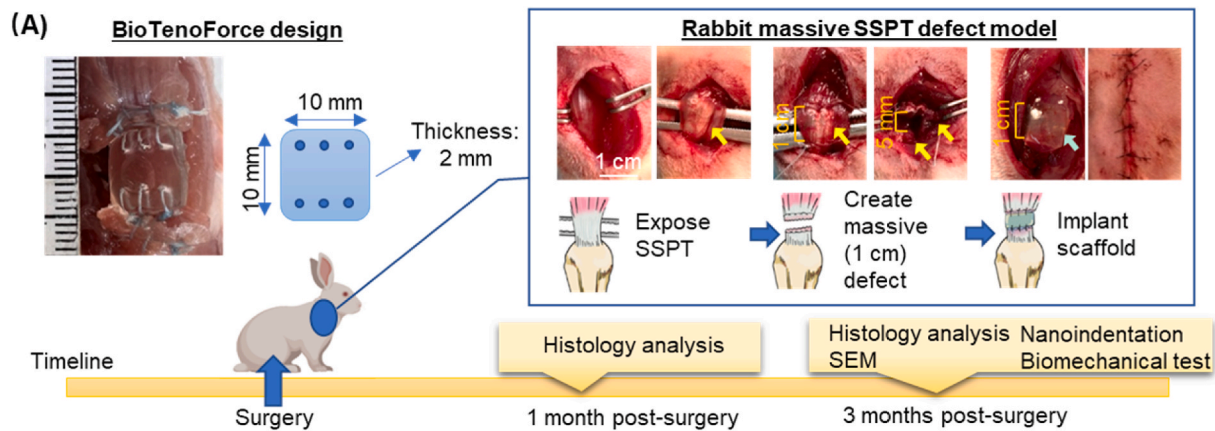 (A)
BioTenoForce design
10 mm
10 mm
Thickness:
2 mm
Rabbit massive SSPT defect model
1 cm
1 cm
5 mm
1 cm
Expose
SSPT
Create
massive
(1 cm)
defect
Implant
scaffold
Timeline
Surgery
Histology analysis
1 month post-surgery
Histology analysis
SEM
Nanoindentation
Biomechanical test
3 months post-surgery